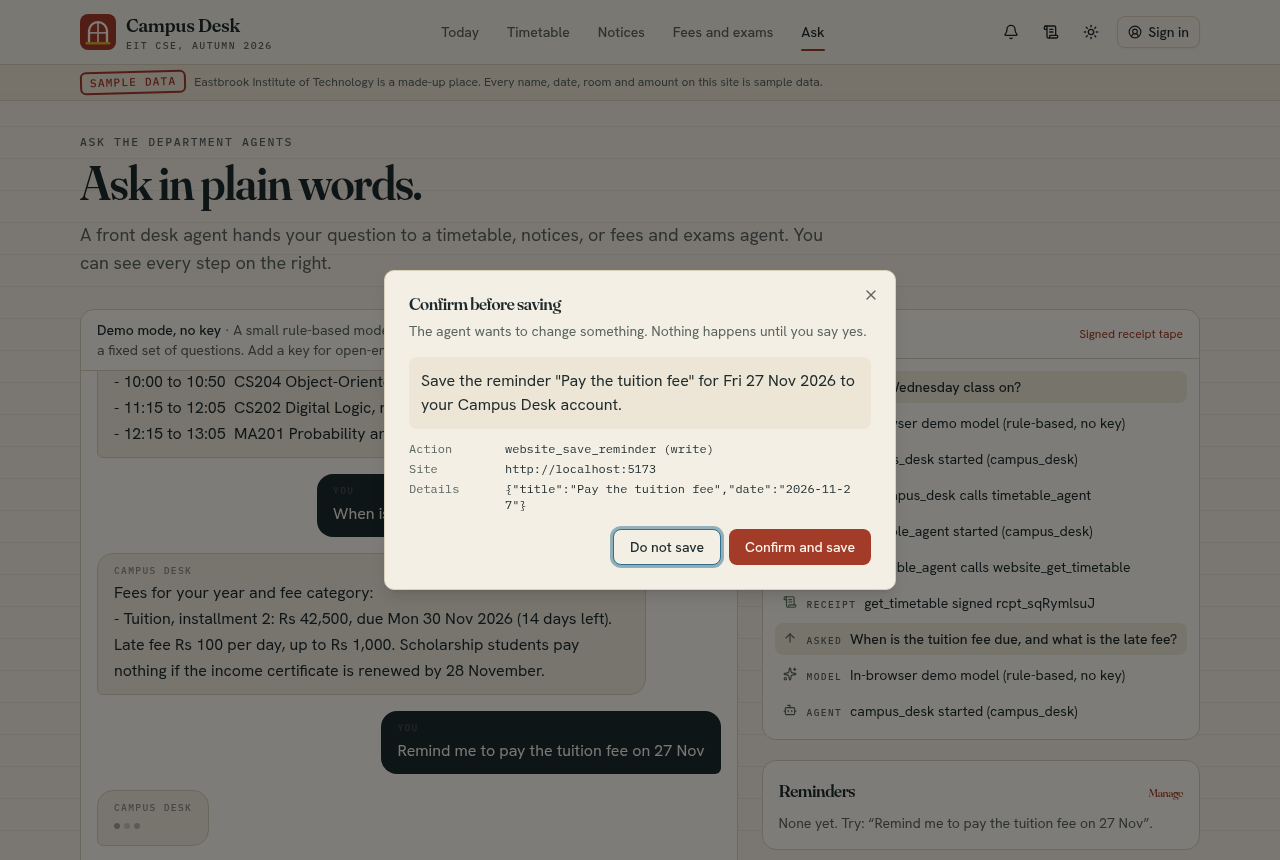 Campus Desk
EIT CSE, AUTUMN 2026
Today
Timetable
Notices
Fees and exams
Ask
Sign in
SAMPLE DATA
Eastbrook Institute of Technology is a made-up place. Every name, date, room and amount on this site is sample data.
ASK THE DEPARTMENT AGENTS
Ask in plain words.
A front desk agent hands your question to a timetable, notices, or fees and exams agent. You
can see every step on the right.
Demo mode, no key · A small rule-based mode
a fixed set of questions. Add a key for open-e
- 10:00 to 10:50 CS204 Object-Oriente
- 11:15 to 12:05 CS202 Digital Logic, r
- 12:15 to 13:05 MA201 Probability an
YOU
When is
CAMPUS DESK
Fees for your year and fee category:
- Tuition, installment 2: Rs 42,500, due Mon 30 Nov 2026 (14 days left).
Late fee Rs 100 per day, up to Rs 1,000. Scholarship students pay
nothing if the income certificate is renewed by 28 November.
YOU
Remind me to pay the tuition fee on 27 Nov
CAMPUS DESK
Confirm before saving
The agent wants to change something. Nothing happens until you say yes.
Save the reminder "Pay the tuition fee" for Fri 27 Nov 2026 to
your Campus Desk account.
Action website_save_reminder (write)
Site http://localhost:5173
Details {"title":"Pay the tuition fee","date":"2026-11-2
7"}
Do not save
Confirm and save
Signed receipt tape
Wednesday class on?
wser demo model (rule-based, no key)
s_desk started (campus_desk)
pus_desk calls timetable_agent
le_agent started (campus_desk)
ble_agent calls website_get_timetable
RECEIPT get_timetable signed rcpt_sqRymlsuJ
ASKED When is the tuition fee due, and what is the late fee?
MODEL In-browser demo model (rule-based, no key)
AGENT campus_desk started (campus_desk)
Reminders
Manage
None yet. Try: “Remind me to pay the tuition fee on 27 Nov”.